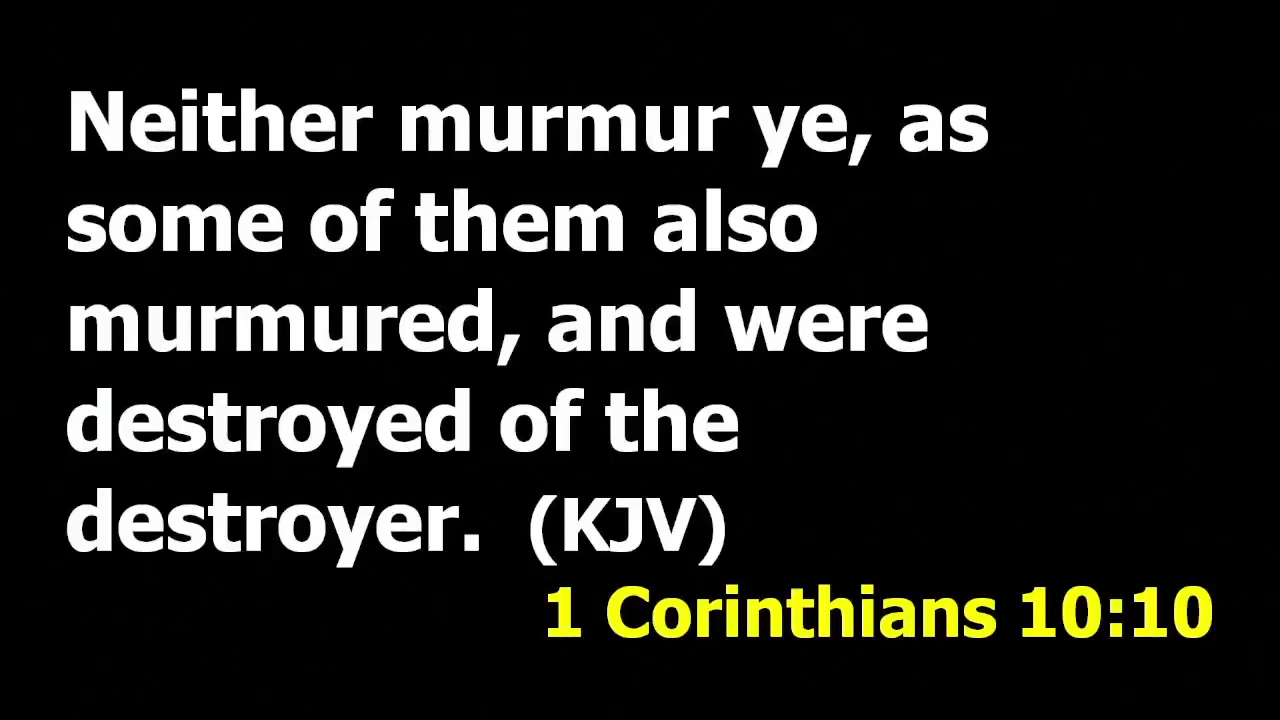 Neither murmur ye, as
some of them also
murmured, and were
destroyed of the
destroyer. (KJV)
1 Corinthians 10:10